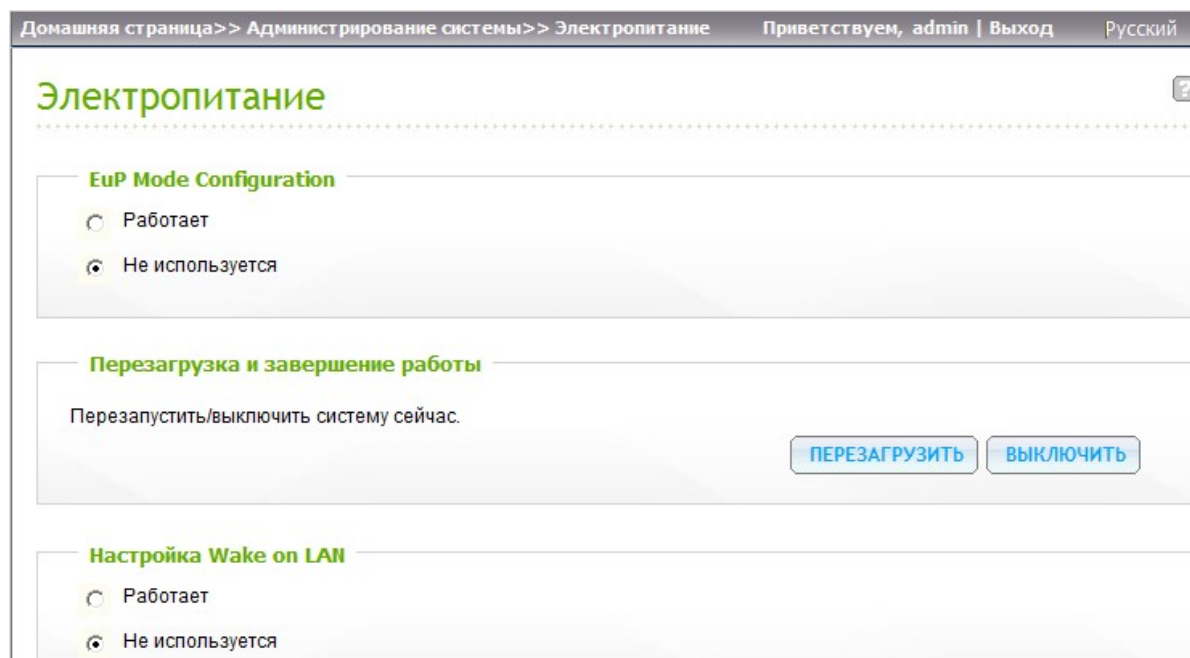 Домашняя страница>> Администрирование системы>> Электропитание Приветствуем, admin | Выход Русский
Электропитание
?
EuP Mode Configuration
Работает
Не используется
Перезагрузка и завершение работы
Перезапустить/выключить систему сейчас.
ПЕРЕЗАГРУЗИТЬ ВЫКЛЮЧИТЬ
Настройка Wake on LAN
Работает
Не используется